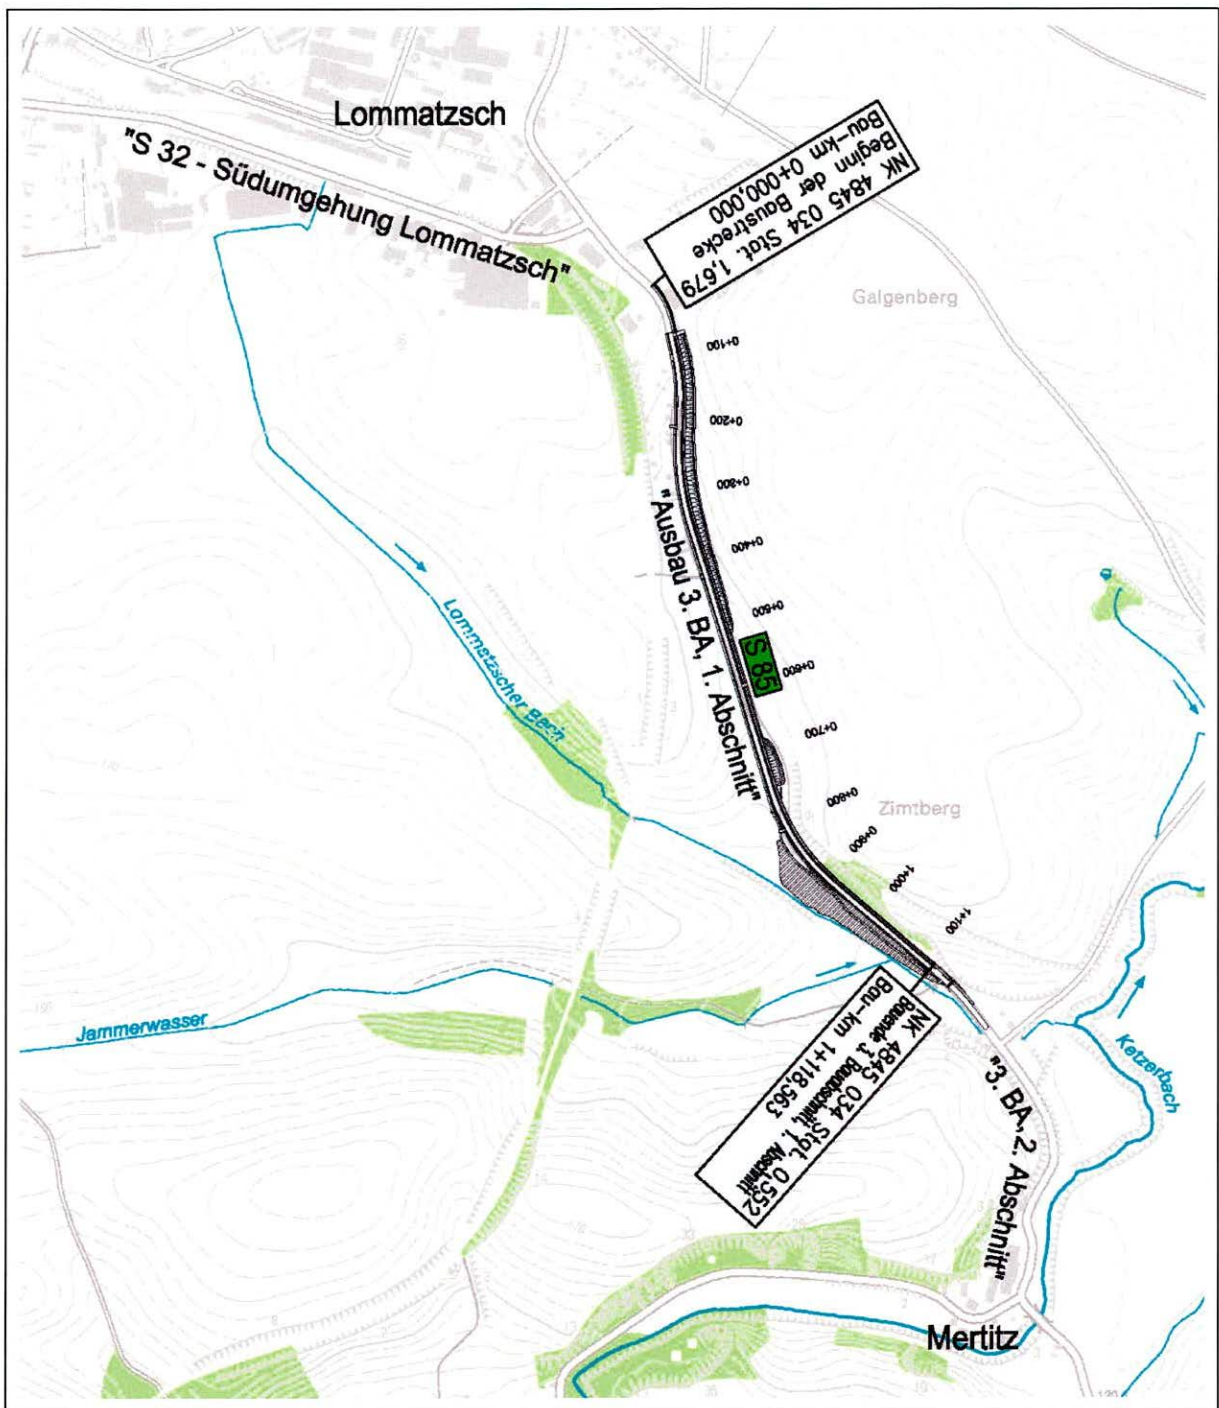 Lommatzsch
"S 32 - Südumgehung Lommatzsch"
NK 4845 034 Stat. 1,679
Beginn der Baustrecke
Bau-km 0+000,000
Galgenberg
0+100
0+200
0+300
0+400
0+500
0+600
0+700
0+800
0+900
1+000
1+100
"Ausbau 3. BA, 1. Abschnitt"
S 85
Lommatzscher Bach
Zimtberg
Jammerwasser
NK 4845 034 Stat. 0,552
Bauende 3. Bauabschnitt, 1. Abschnitt
Bau-km 1+118,563
Ketzerbach
"3. BA, 2. Abschnitt"
Mertitz
120